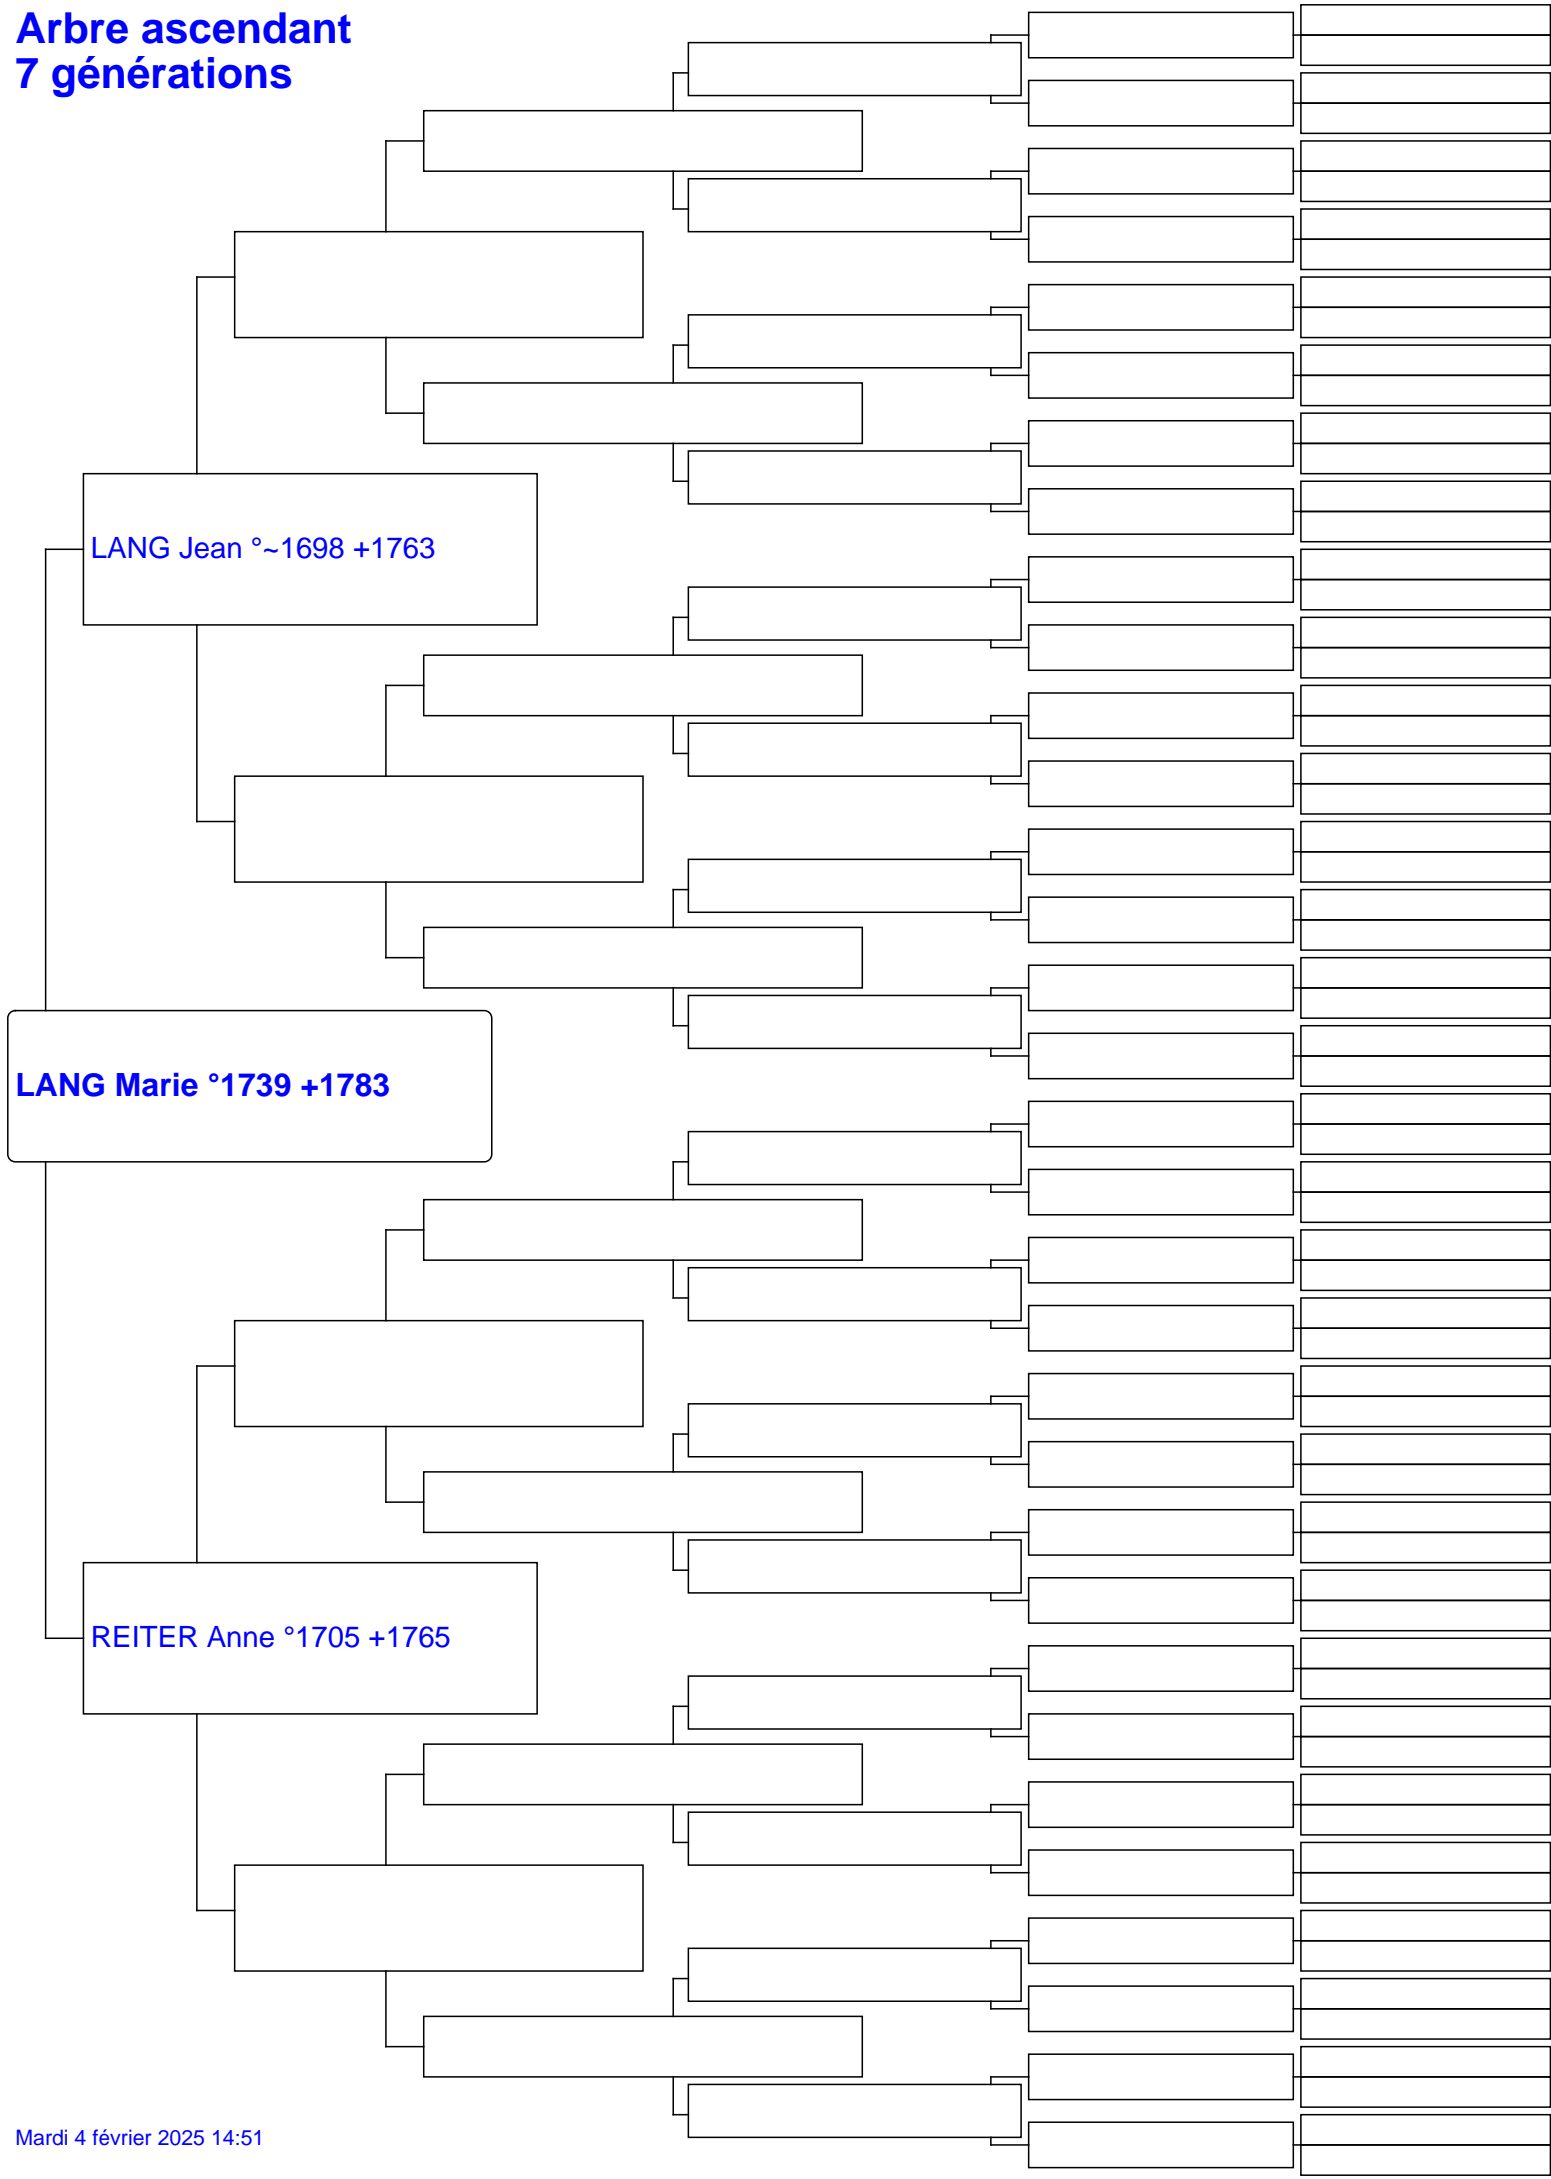 Arbre ascendant
7 générations
LANG Jean °~1698 +1763
LANG Marie °1739 +1783
REITER Anne °1705 +1765
Mardi 4 février 2025 14:51